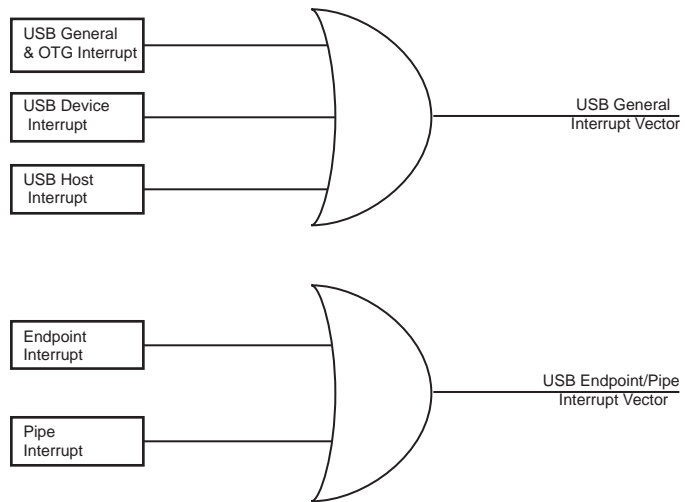 USB General
& OTG Interrupt
USB Device
Interrupt
USB Host
Interrupt
USB General
Interrupt Vector
Endpoint
Interrupt
Pipe
Interrupt
USB Endpoint/Pipe
Interrupt Vector